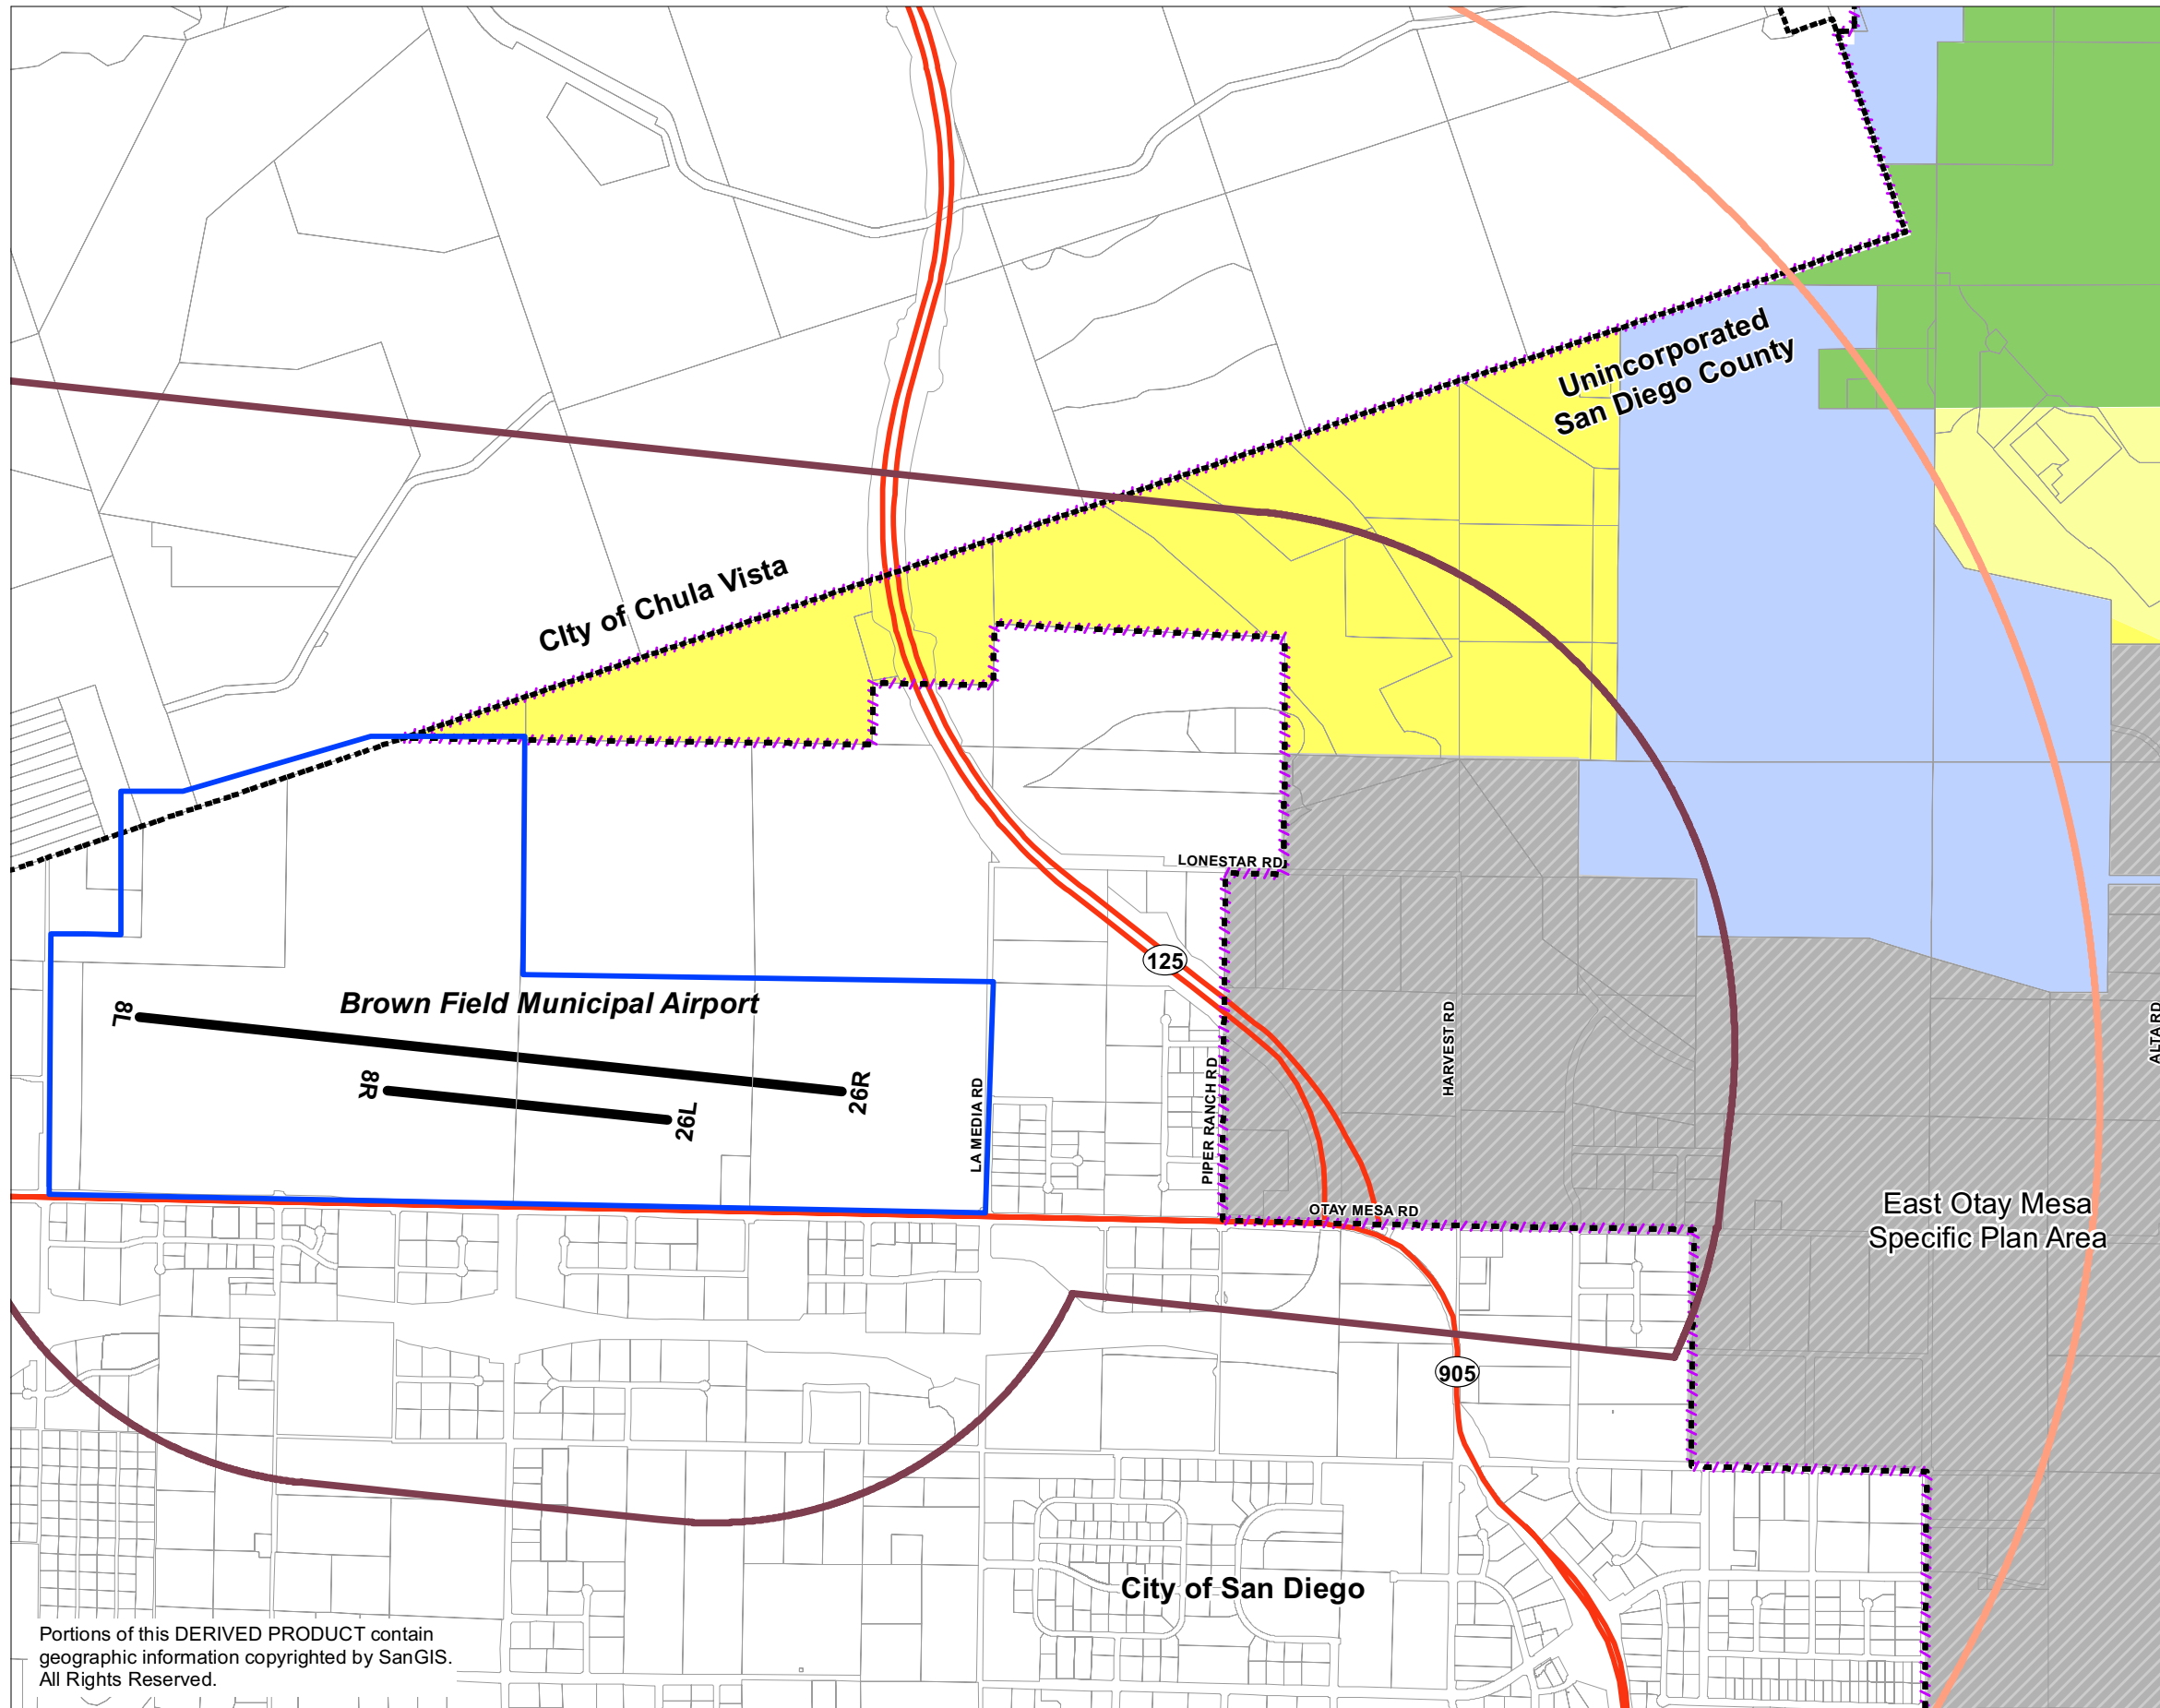 Unincorporated
San Diego County
CIty of Chula Vista
LONESTAR RD
125
Brown Field Municipal Airport
8L
26R
8R
26L
LA MEDIA RD
PIPER RANCH RD
HARVEST RD
ALTA RD
OTAY MESA RD
East Otay Mesa
Specific Plan Area
905
City of San Diego
Portions of this DERIVED PRODUCT contain
geographic information copyrighted by SanGIS.
All Rights Reserved.